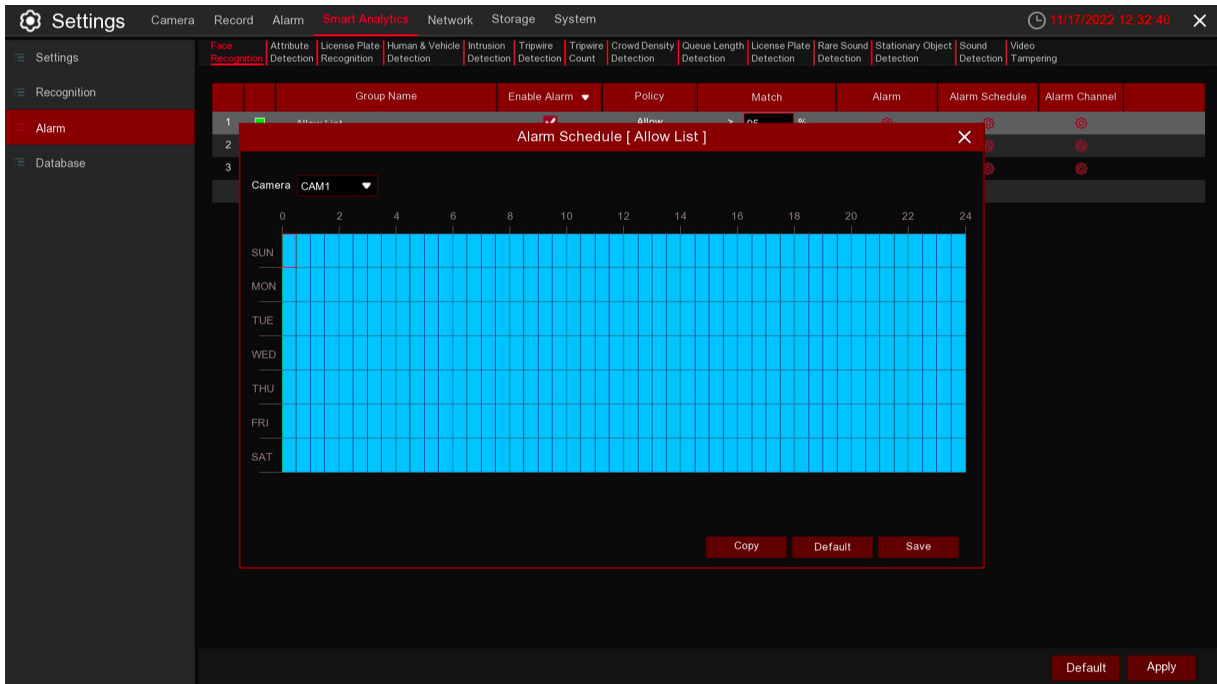 Settings Camera Record Alarm Smart Analytics Network Storage System 11/17/2022 12:32:40
Settings
Recognition
Alarm
Database
Face Recognition
Attribute Detection
License Plate Recognition
Human & Vehicle Detection
Intrusion Detection
Tripwire Detection
Tripwire Count
Crowd Density Detection
Queue Length Detection
License Plate Detection
Rare Sound Detection
Stationary Object Detection
Sound Detection
Video Tampering
Group Name Enable Alarm Policy Match Alarm Alarm Schedule Alarm Channel
1 Allow List Allow > 95 %
2
3
Alarm Schedule [ Allow List ]
Camera CAM1
0 2 4 6 8 10 12 14 16 18 20 22 24
SUN
MON
TUE
WED
THU
FRI
SAT
Copy Default Save
Default Apply